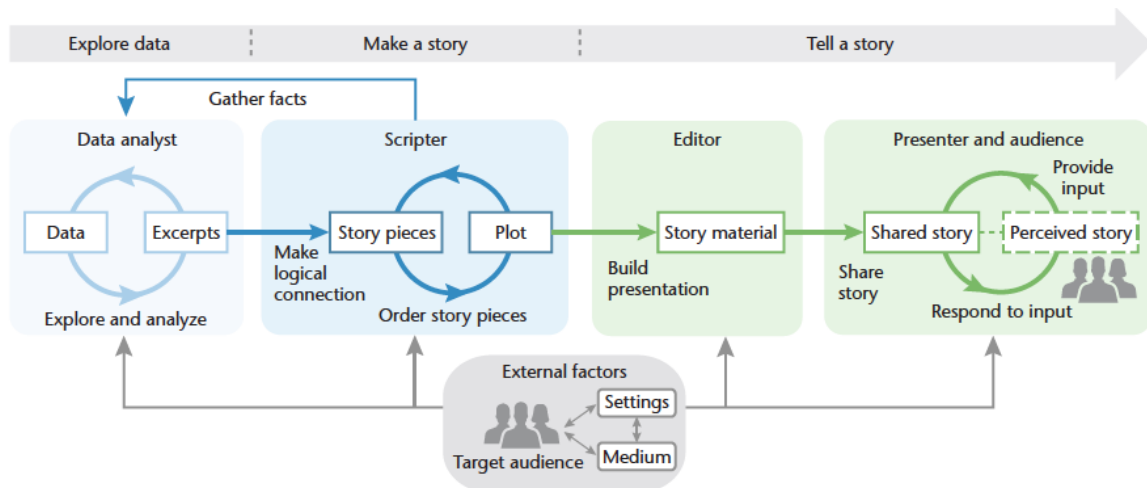 Explore data
Make a story
Tell a story
Gather facts
Data analyst
Scripter
Editor
Presenter and audience
Provide
input
Data
Excerpts
Story pieces
Plot
Story material
Shared story
Perceived story
Make
logical
connection
Build
presentation
Share
story
Explore and analyze
Order story pieces
Respond to input
External factors
Settings
Target audience
Medium